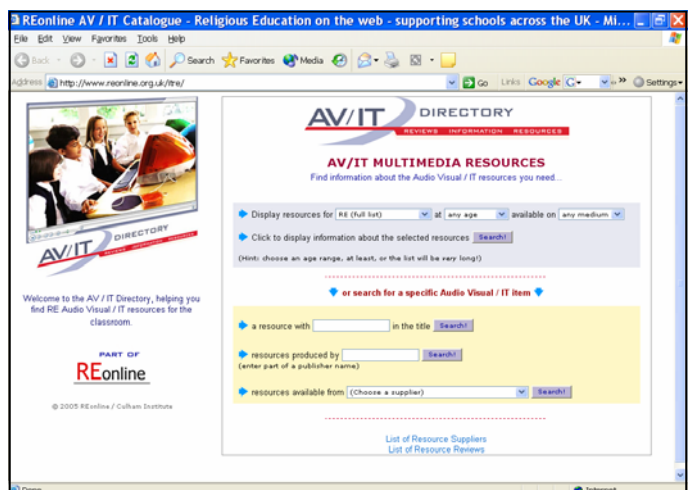 REonline AV / IT Catalogue - Religious Education on the web - supporting schools across the UK - Mi...
File Edit View Favorites Tools Help
Back Search Favorites Media
Address http://www.reonline.org.uk/itre/ Go Links Google Settings
AV/IT DIRECTORY
REVIEWS INFORMATION RESOURCES
AV/IT MULTIMEDIA RESOURCES
Find information about the Audio Visual / IT resources you need...
Display resources for RE (full list) at any age available on any medium
Click to display information about the selected resources Search!
(Hint: choose an age range, at least, or the list will be very long!)
or search for a specific Audio Visual / IT item
a resource with in the title Search!
resources produced by Search!
(enter part of a publisher name)
resources available from (Choose a supplier) Search!
List of Resource Suppliers
List of Resource Reviews
AV/IT DIRECTORY
Welcome to the AV / IT Directory, helping you
find RE Audio Visual / IT resources for the
classroom.
PART OF
REonline
© 2005 REonline / Culham Institute